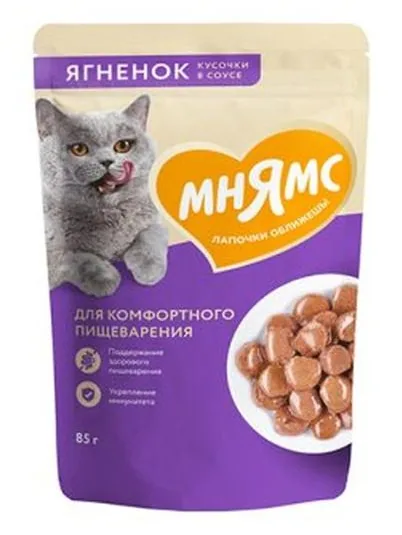 ЯГНЕНОК
КУСОЧКИ
В СОУСЕ
МНЯМС
ЛАПОЧКИ ОБЛИЖЕШЬ!
ДЛЯ КОМФОРТНОГО
ПИЩЕВАРЕНИЯ
Поддержание
здорового
пищеварения
Укрепление
иммунитета
85 г